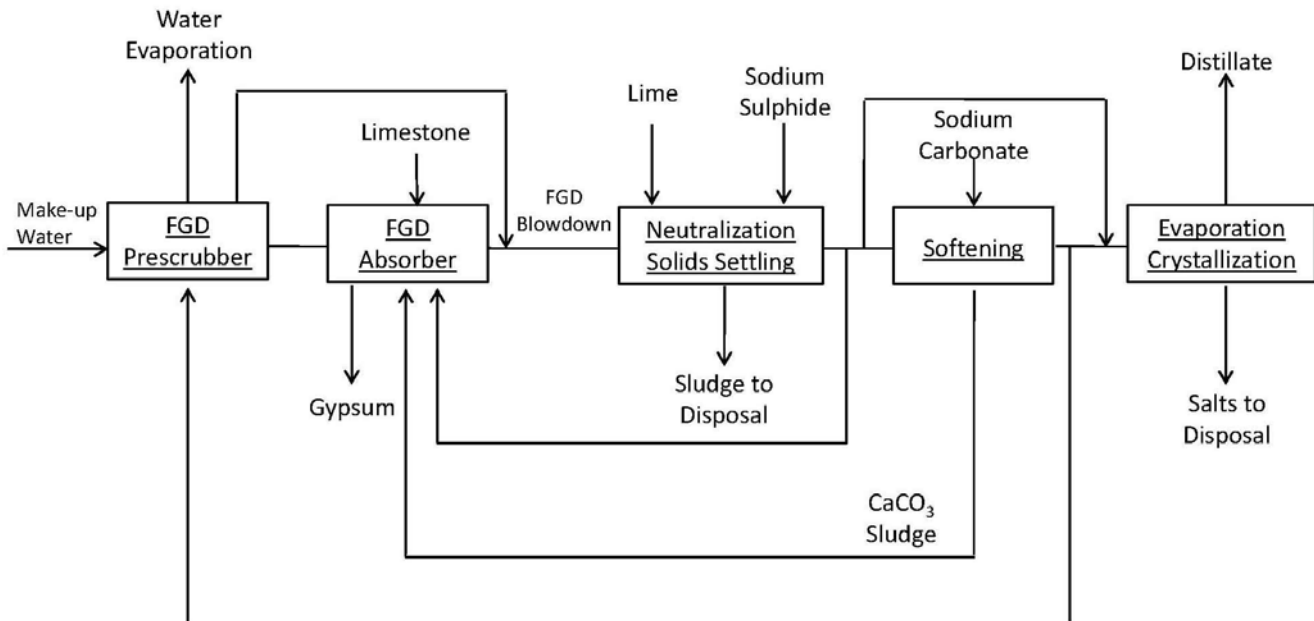 Water
Evaporation
Make-up
Water
FGD
Prescrubber
Limestone
FGD
Absorber
Gypsum
FGD
Blowdown
Lime
Sodium
Sulphide
Neutralization
Solids Settling
Sludge to
Disposal
Sodium
Carbonate
Softening
CaCO₃
Sludge
Distillate
Evaporation
Crystallization
Salts to
Disposal